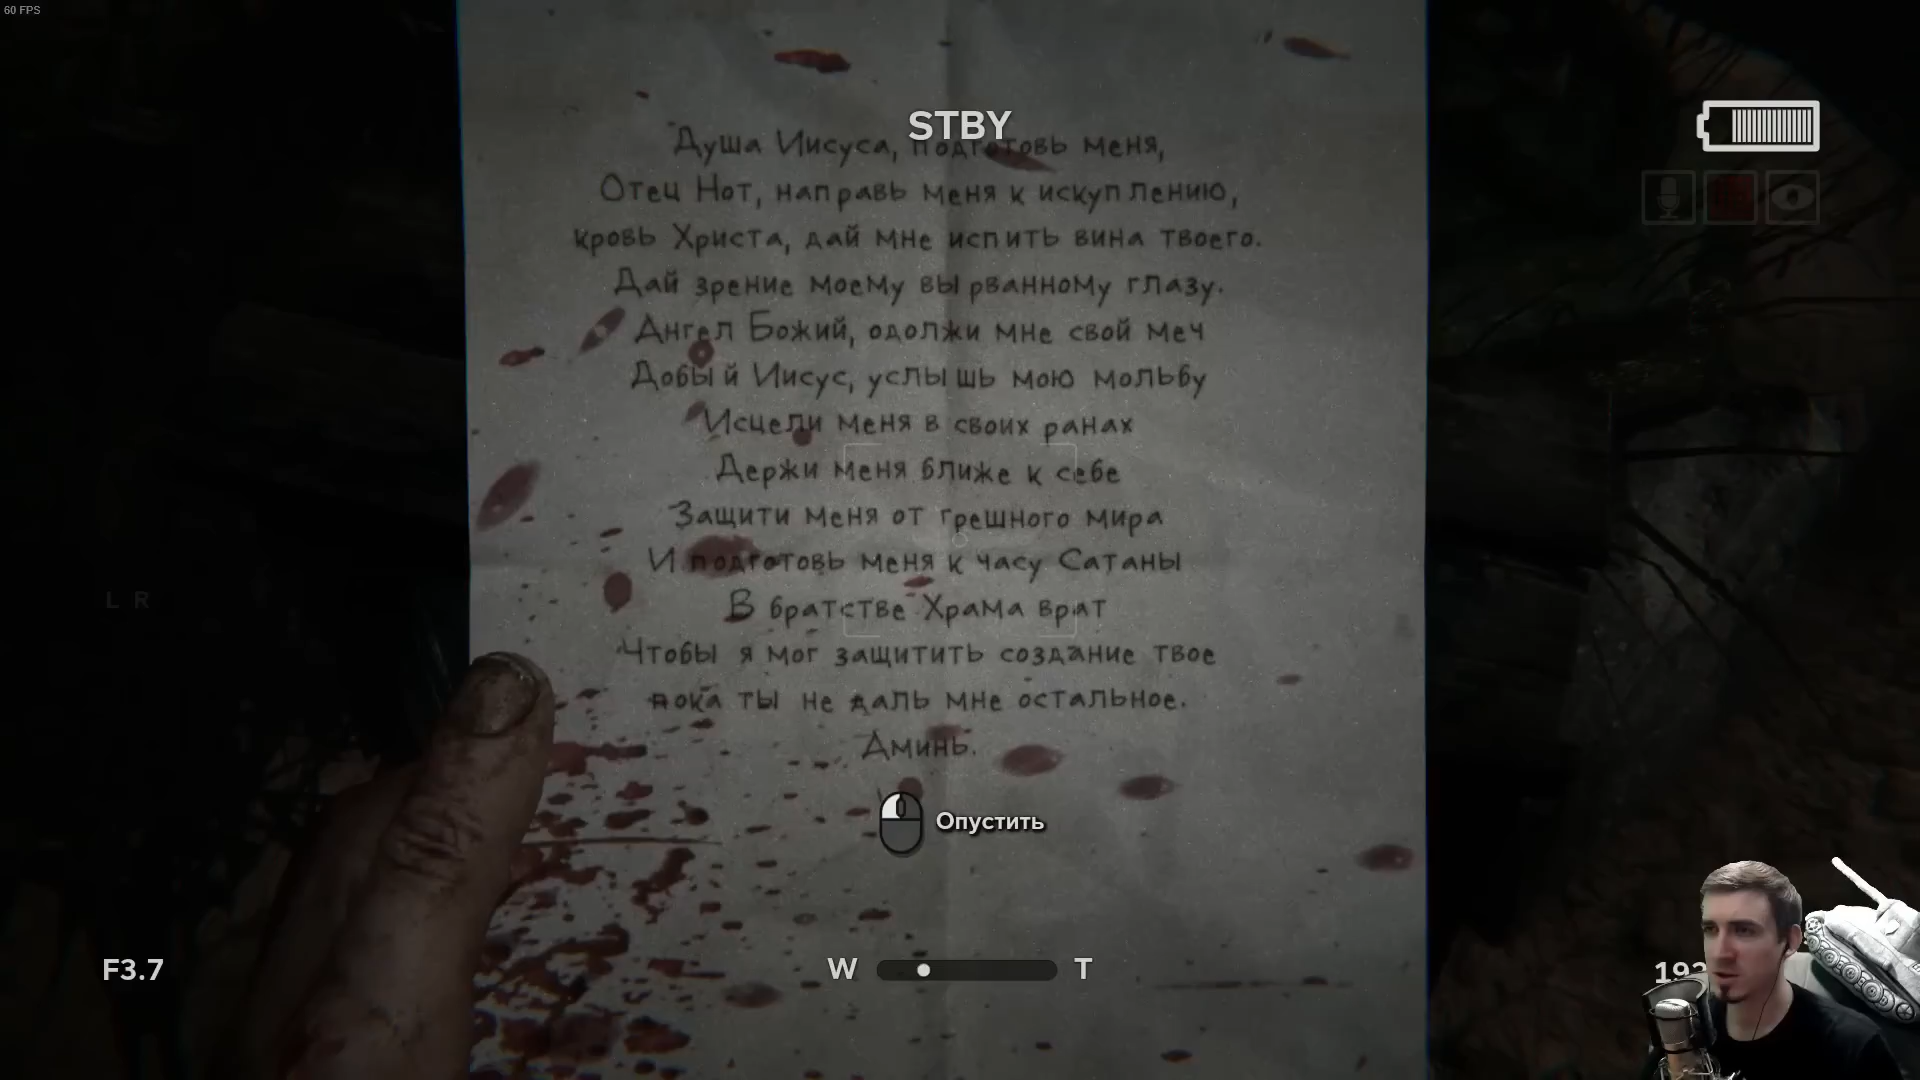 60 FPS
STBY
Душа Иисуса, подготовь меня,
Отец Нот, направь меня к искуплению,
кровь Христа, дай мне испить вина твоего.
Дай зрение моему вырванному глазу.
Ангел Божий, одолжи мне свой меч
Добый Иисус, услышь мою мольбу
Исцели меня в своих ранах
Держи меня ближе к себе
Защити меня от грешного мира
И подготовь меня к часу Сатаны
В братстве Храма врат
Чтобы я мог защитить создание твое
пока ты не даль мне остальное.
Аминь.
Опустить
L R
F3.7
W T